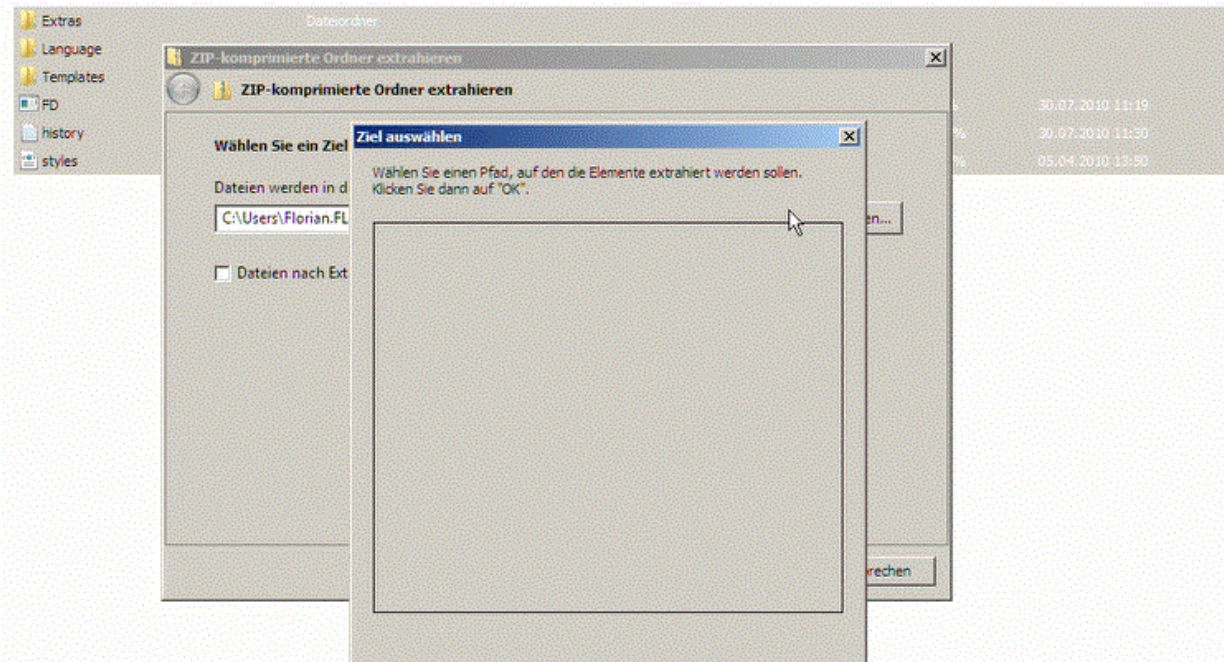 Extras Dateiordner
Language
Templates
FD 30.07.2010 11:19
history % 30.07.2010 11:30
styles % 05.04.2010 13:50
ZIP-komprimierte Ordner extrahieren
ZIP-komprimierte Ordner extrahieren
Wählen Sie ein Ziel
Dateien werden in d
C:\Users\Florian.FL
en...
Dateien nach Ext
rechen
Ziel auswählen
Wählen Sie einen Pfad, auf den die Elemente extrahiert werden sollen.
Klicken Sie dann auf "OK".